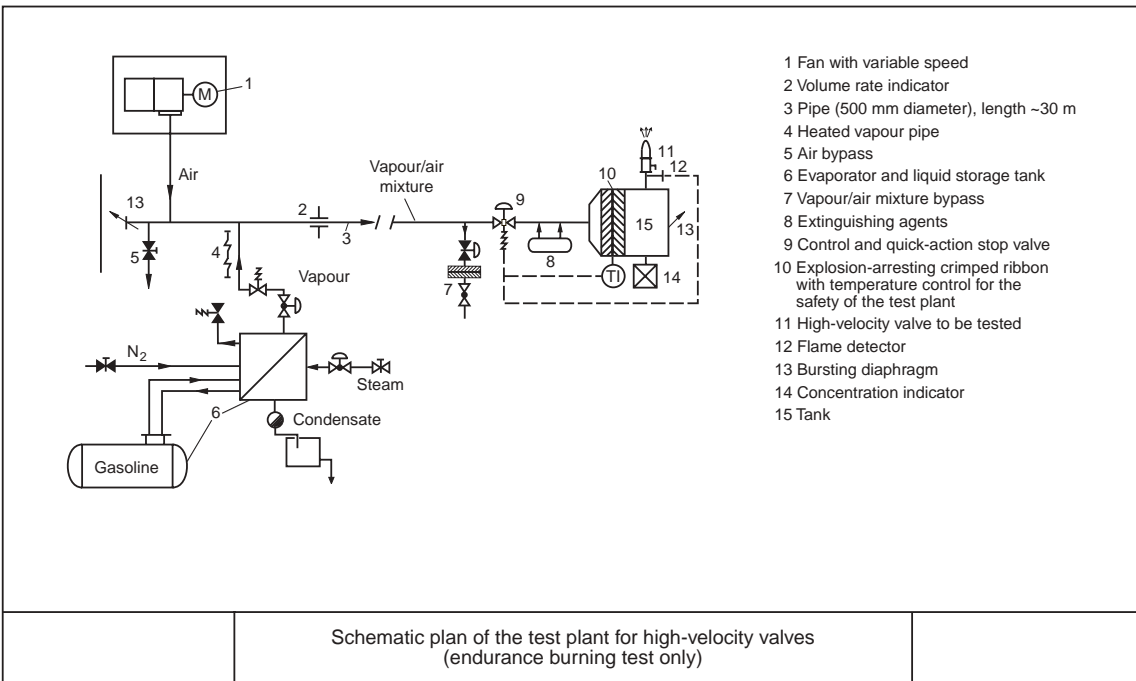 1
M
Air
13
5
4
2
3
Vapour/air
mixture
9
7
8
10
TI
11
12
15
13
14
Vapour
N2
Steam
6
Condensate
Gasoline
1 Fan with variable speed
2 Volume rate indicator
3 Pipe (500 mm diameter), length ~30 m
4 Heated vapour pipe
5 Air bypass
6 Evaporator and liquid storage tank
7 Vapour/air mixture bypass
8 Extinguishing agents
9 Control and quick-action stop valve
10 Explosion-arresting crimped ribbon
with temperature control for the
safety of the test plant
11 High-velocity valve to be tested
12 Flame detector
13 Bursting diaphragm
14 Concentration indicator
15 Tank
Schematic plan of the test plant for high-velocity valves
(endurance burning test only)